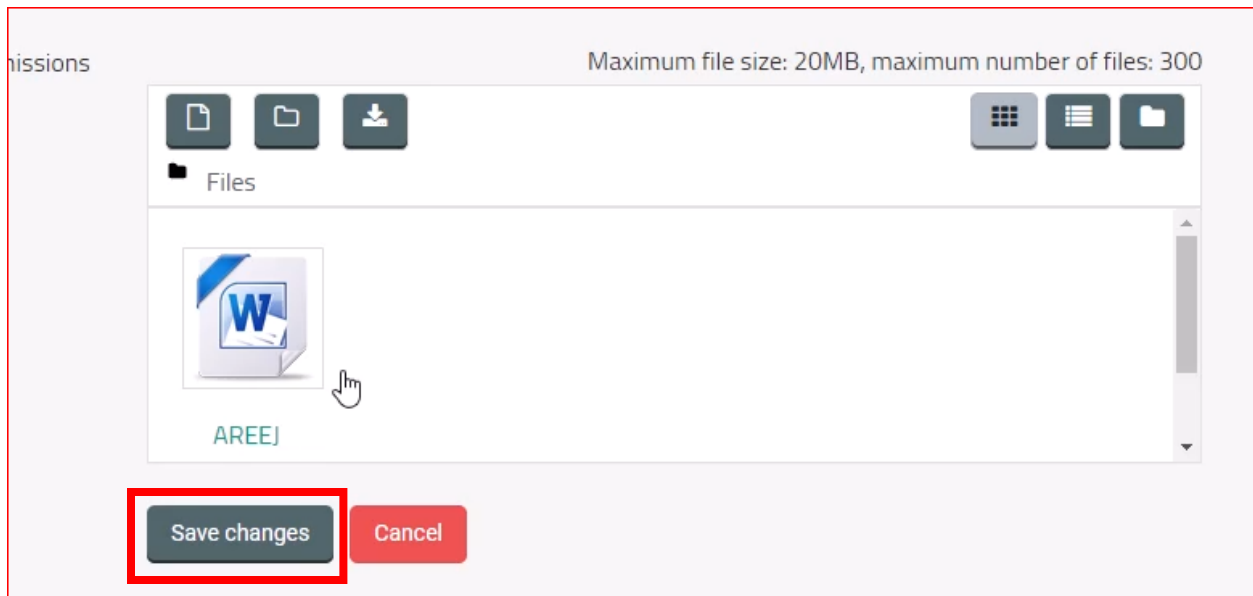 nissions
Maximum file size: 20MB, maximum number of files: 300
Files
W
AREEJ
Save changes
Cancel